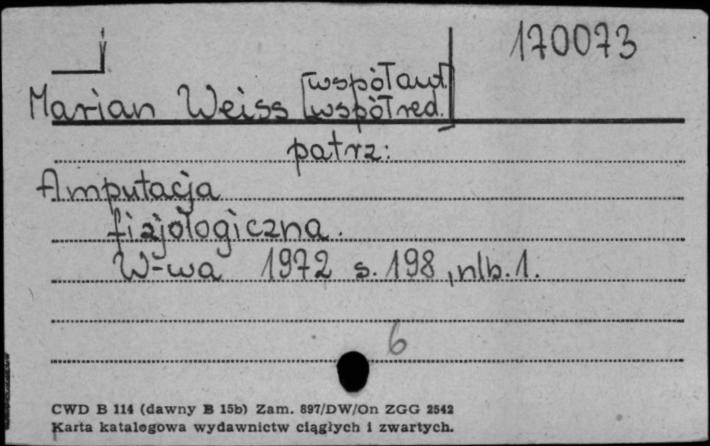 170073
[współaut
Marian Weiss współred.]
patrz:
Amputacja
fizjologiczna.
W-wa 1972 s. 198, nlb. 1.
6
CWD B 114 (dawny B 15b) Zam. 897/DW/On ZGG 2542
Karta katalogowa wydawnictw ciągłych i zwartych.